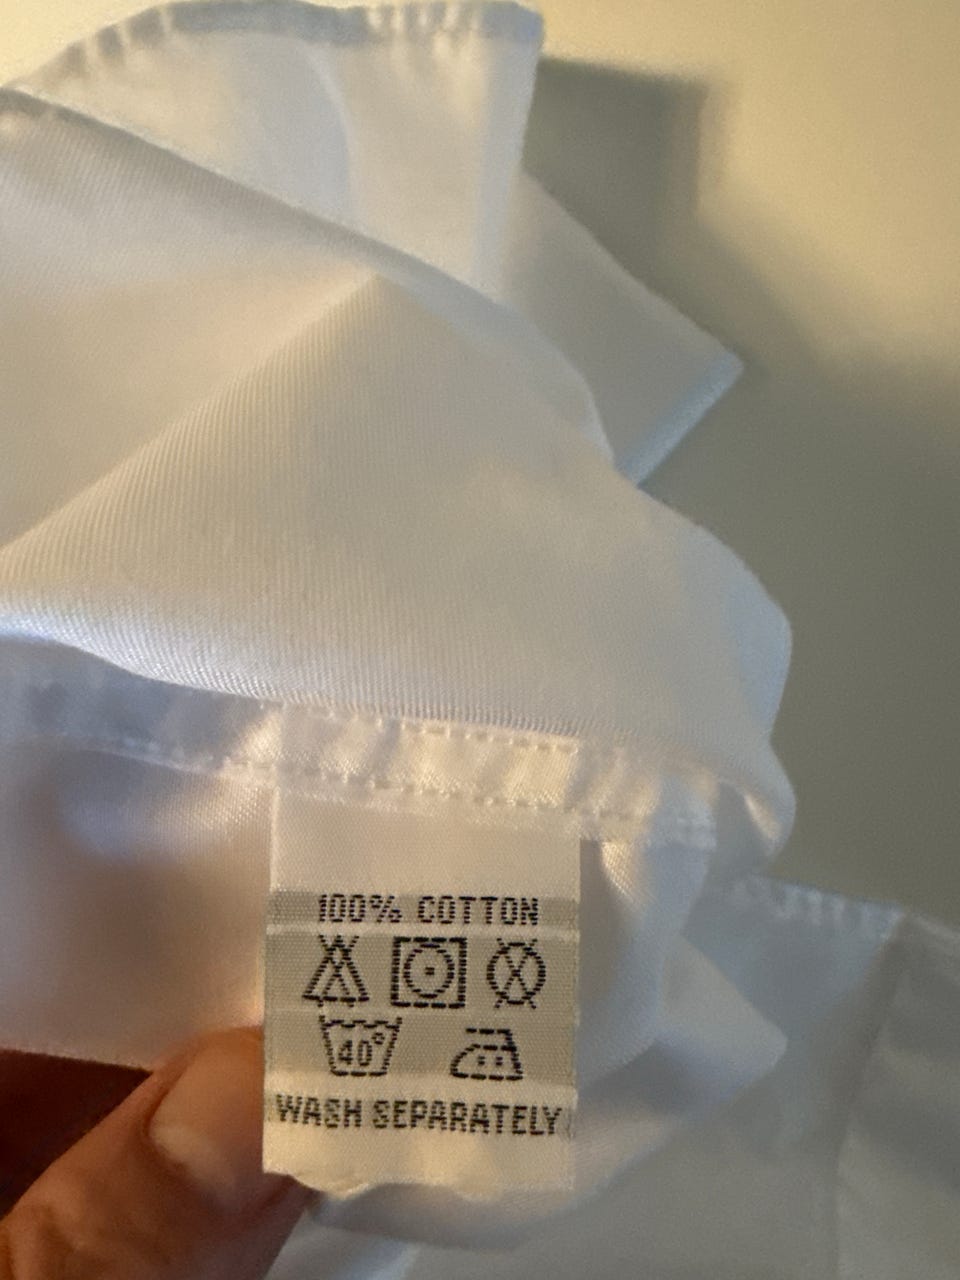 100% COTTON
40°
WASH SEPARATELY